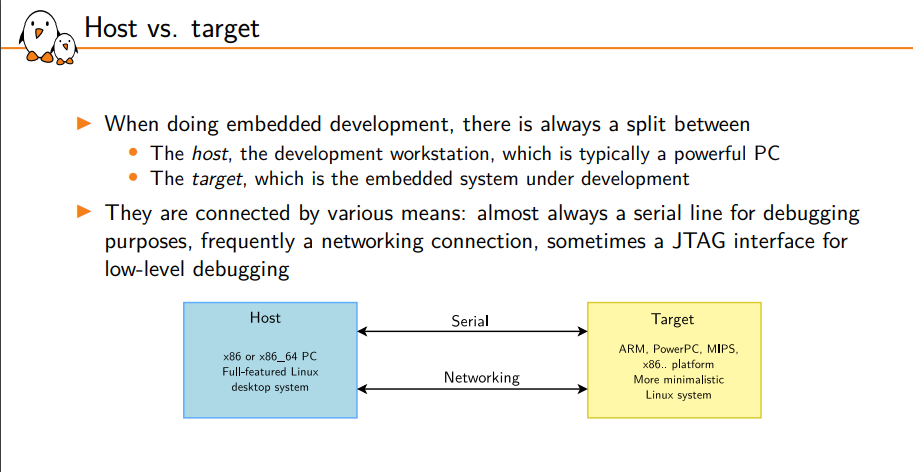 Host vs. target
▶ When doing embedded development, there is always a split between
• The host, the development workstation, which is typically a powerful PC
• The target, which is the embedded system under development
▶ They are connected by various means: almost always a serial line for debugging
purposes, frequently a networking connection, sometimes a JTAG interface for
low-level debugging
Host
x86 or x86_64 PC
Full-featured Linux
desktop system
Serial
Networking
Target
ARM, PowerPC, MIPS,
x86.. platform
More minimalistic
Linux system